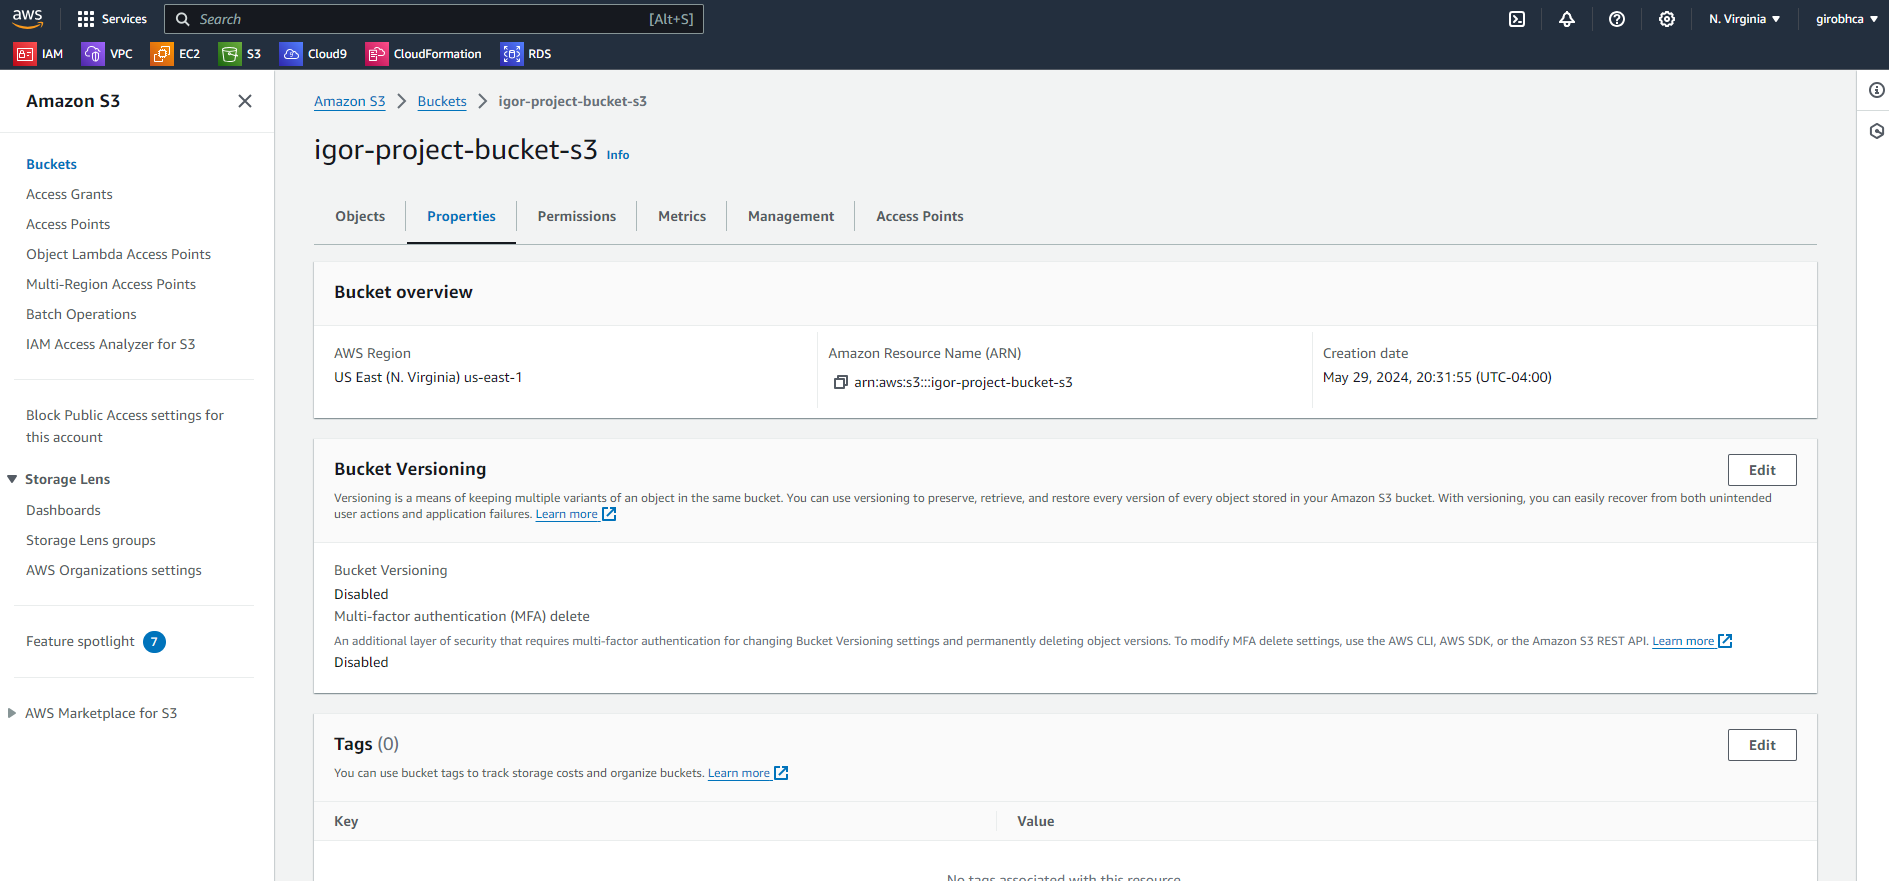 aws
Services
Search
[Alt+S]
N. Virginia
girobhca
IAM
VPC
EC2
S3
Cloud9
CloudFormation
RDS
Amazon S3
Buckets
Access Grants
Access Points
Object Lambda Access Points
Multi-Region Access Points
Batch Operations
IAM Access Analyzer for S3
Block Public Access settings for
this account
Storage Lens
Dashboards
Storage Lens groups
AWS Organizations settings
Feature spotlight 7
AWS Marketplace for S3
Amazon S3 > Buckets > igor-project-bucket-s3
igor-project-bucket-s3 Info
Objects
Properties
Permissions
Metrics
Management
Access Points
Bucket overview
AWS Region
US East (N. Virginia) us-east-1
Amazon Resource Name (ARN)
arn:aws:s3:::igor-project-bucket-s3
Creation date
May 29, 2024, 20:31:55 (UTC-04:00)
Bucket Versioning
Edit
Versioning is a means of keeping multiple variants of an object in the same bucket. You can use versioning to preserve, retrieve, and restore every version of every object stored in your Amazon S3 bucket. With versioning, you can easily recover from both unintended
user actions and application failures. Learn more
Bucket Versioning
Disabled
Multi-factor authentication (MFA) delete
An additional layer of security that requires multi-factor authentication for changing Bucket Versioning settings and permanently deleting object versions. To modify MFA delete settings, use the AWS CLI, AWS SDK, or the Amazon S3 REST API. Learn more
Disabled
Tags (0)
Edit
You can use bucket tags to track storage costs and organize buckets. Learn more
Key
Value
No tags associated with this resource